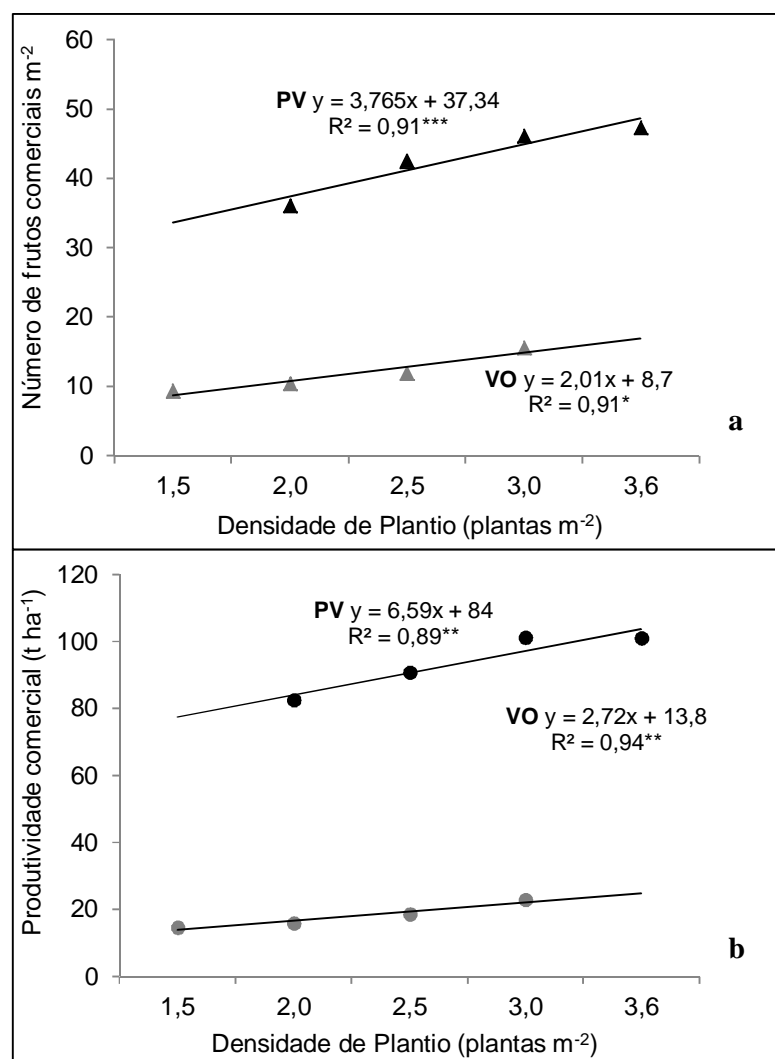 Número de frutos comerciais m⁻²
60
50
40
30
20
10
0
PV y = 3,765x + 37,34
R² = 0,91***
VO y = 2,01x + 8,7
R² = 0,91*
a
1,5 2,0 2,5 3,0 3,6
Densidade de Plantio (plantas m⁻²)
Produtividade comercial (t ha⁻¹)
120
100
80
60
40
20
0
PV y = 6,59x + 84
R² = 0,89**
VO y = 2,72x + 13,8
R² = 0,94**
b
1,5 2,0 2,5 3,0 3,6
Densidade de Plantio (plantas m⁻²)